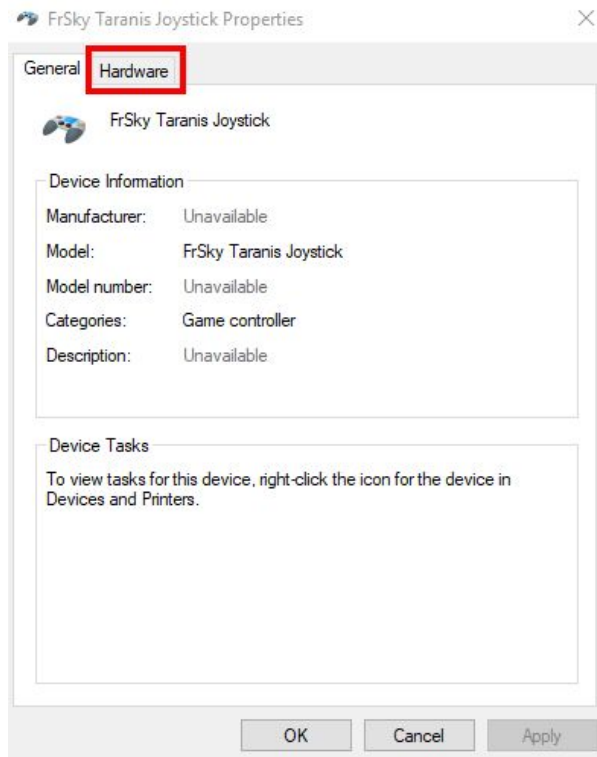 FrSky Taranis Joystick Properties
General Hardware
FrSky Taranis Joystick
Device Information
Manufacturer: Unavailable
Model: FrSky Taranis Joystick
Model number: Unavailable
Categories: Game controller
Description: Unavailable
Device Tasks
To view tasks for this device, right-click the icon for the device in
Devices and Printers.
OK Cancel Apply